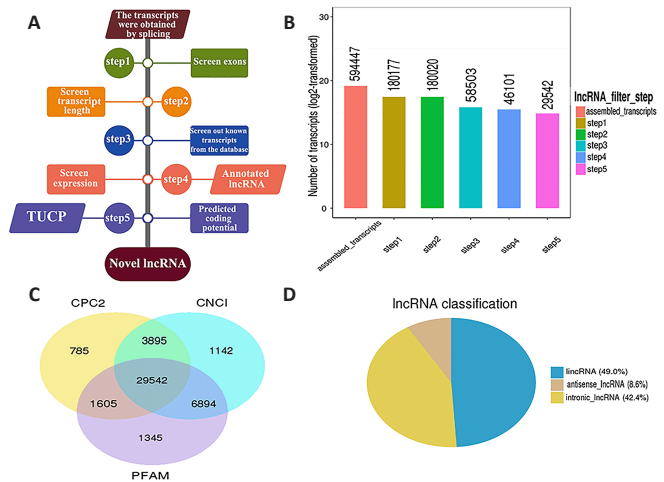 A
The transcripts
were obtained
by splicing
step1
Screen exons
Screen
transcript
length
step2
step3
Screen out known
transcripts
from the database
Screen
expression
step4
Annotated
lncRNA
TUCP
step5
Predicted
coding
potential
Novel lncRNA
B
Number of transcripts (log2-transformed)
30
20
10
0
594447
180177
180020
58503
46101
29542
assembled_transcripts
step1
step2
step3
step4
step5
lncRNA_filter_step
assembled_transcripts
step1
step2
step3
step4
step5
C
CPC2
CNCI
785
3895
1142
29542
1605
6894
1345
PFAM
D
lncRNA classification
lincRNA (49.0%)
antisense_lncRNA (8.6%)
intronic_lncRNA (42.4%)